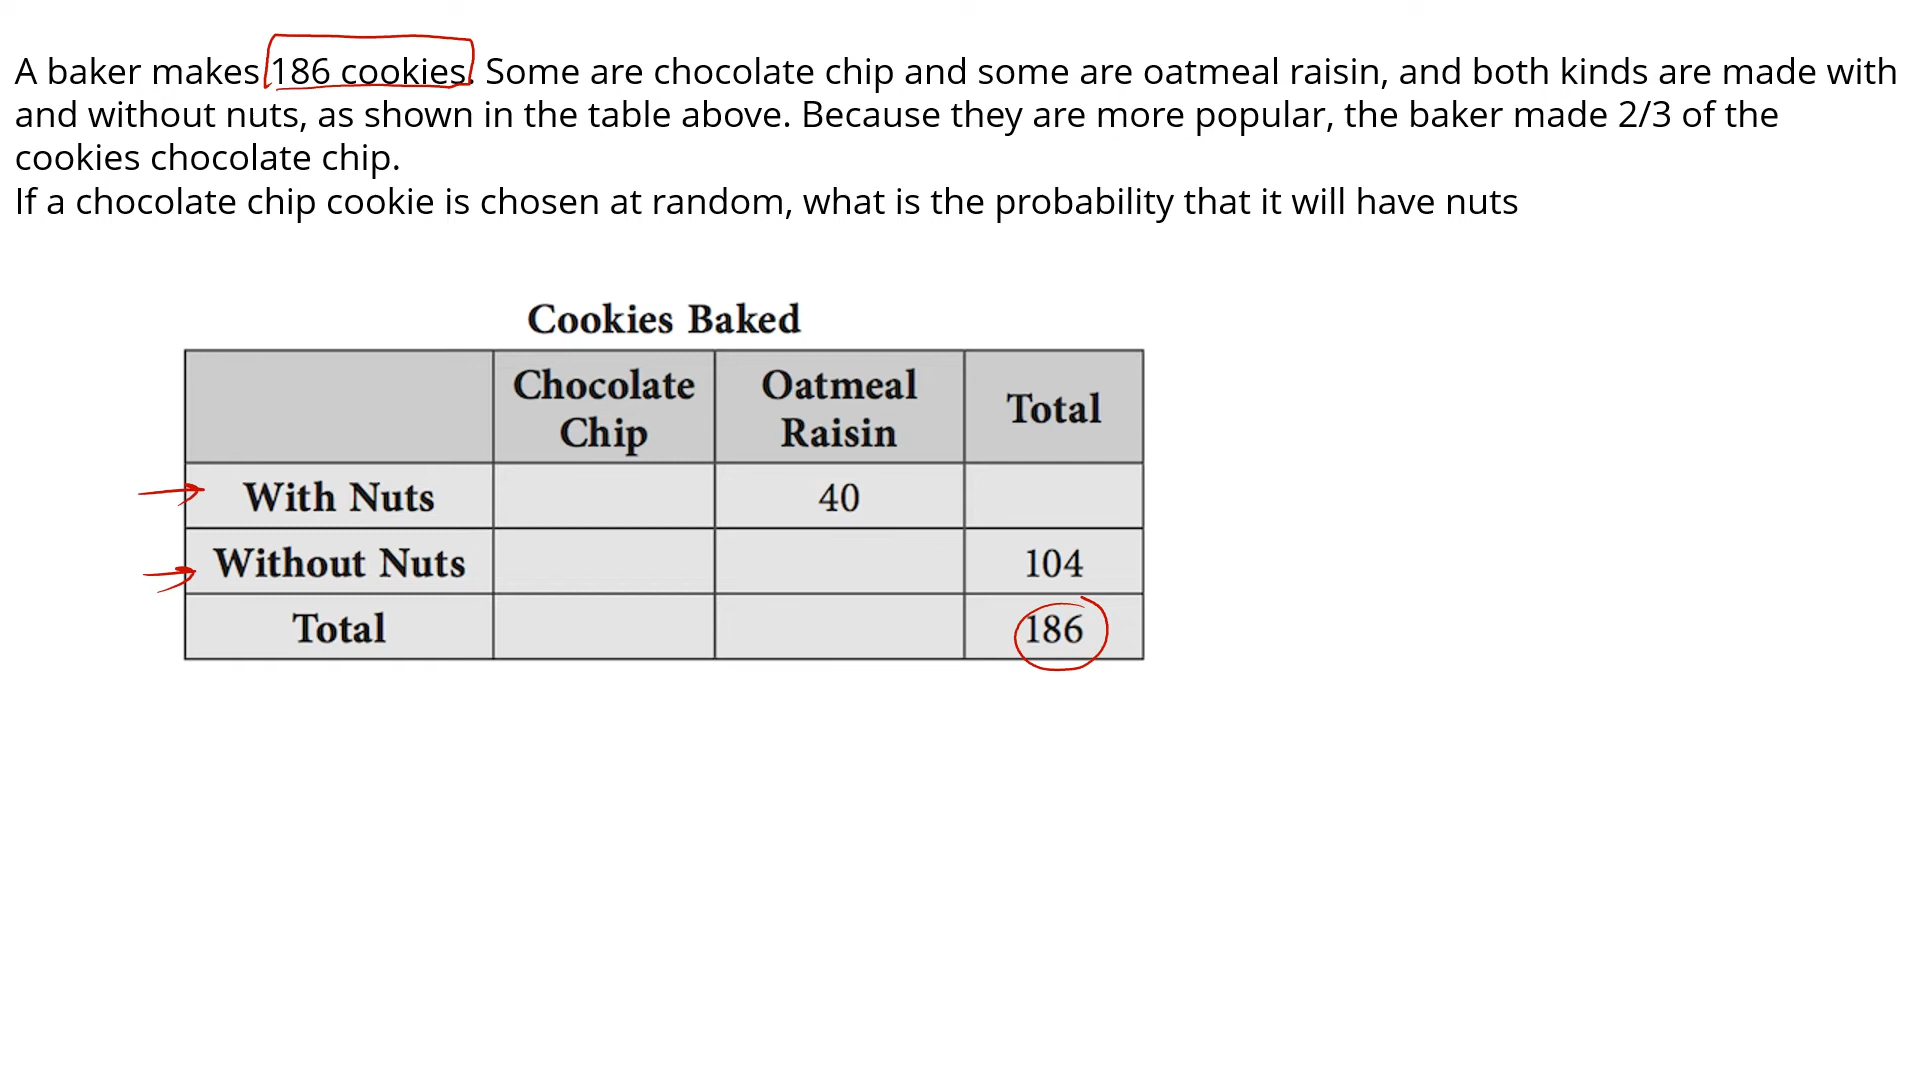 A baker makes 186 cookies. Some are chocolate chip and some are oatmeal raisin, and both kinds are made with
and without nuts, as shown in the table above. Because they are more popular, the baker made 2/3 of the
cookies chocolate chip.
If a chocolate chip cookie is chosen at random, what is the probability that it will have nuts
Cookies Baked
Chocolate Chip Oatmeal Raisin Total
With Nuts 40
Without Nuts 104
Total 186